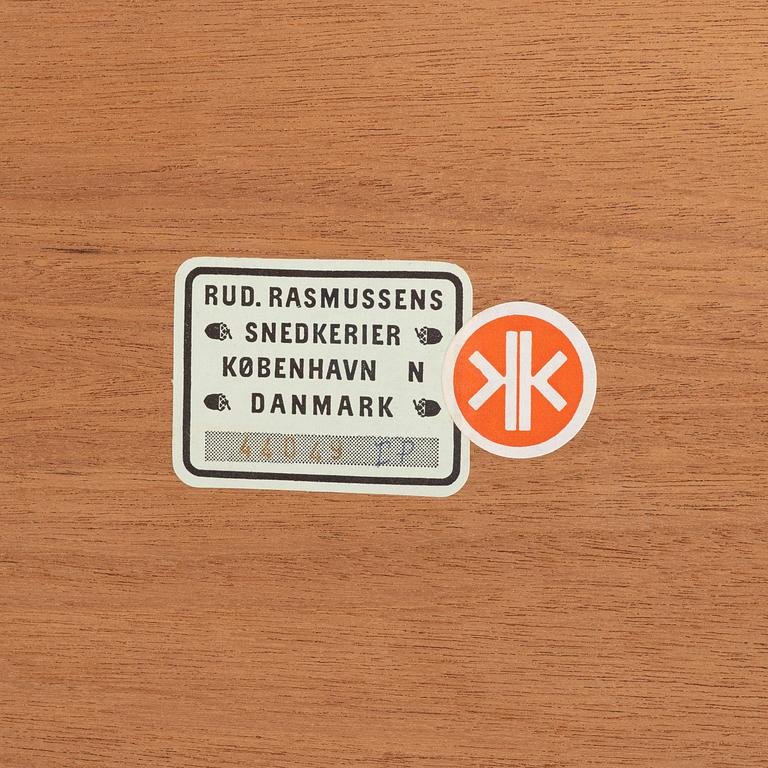 RUD. RASMUSSENS
SNEDKERIER
KØBENHAVN N
DANMARK